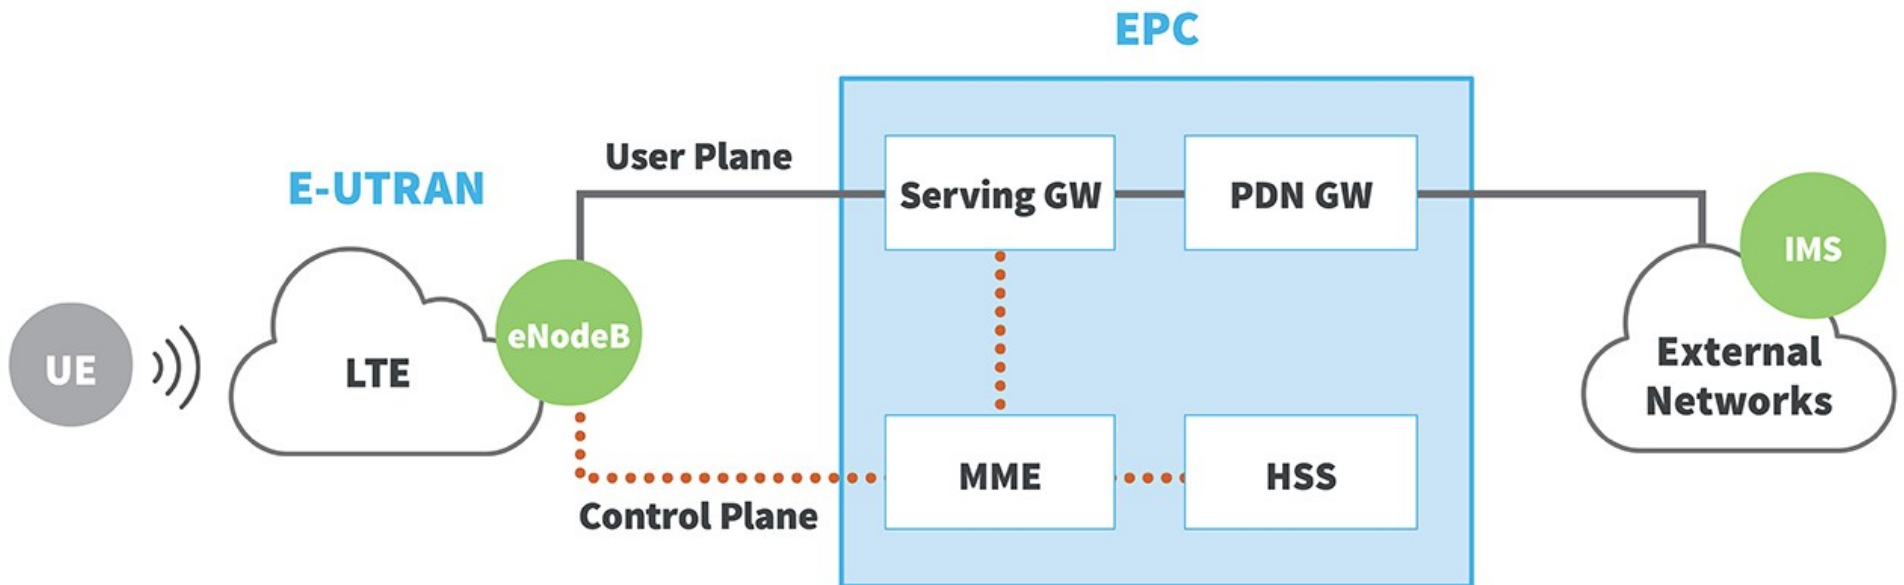 EPC
User Plane
E-UTRAN
Serving GW
PDN GW
IMS
eNodeB
UE
LTE
External
Networks
MME
HSS
Control Plane